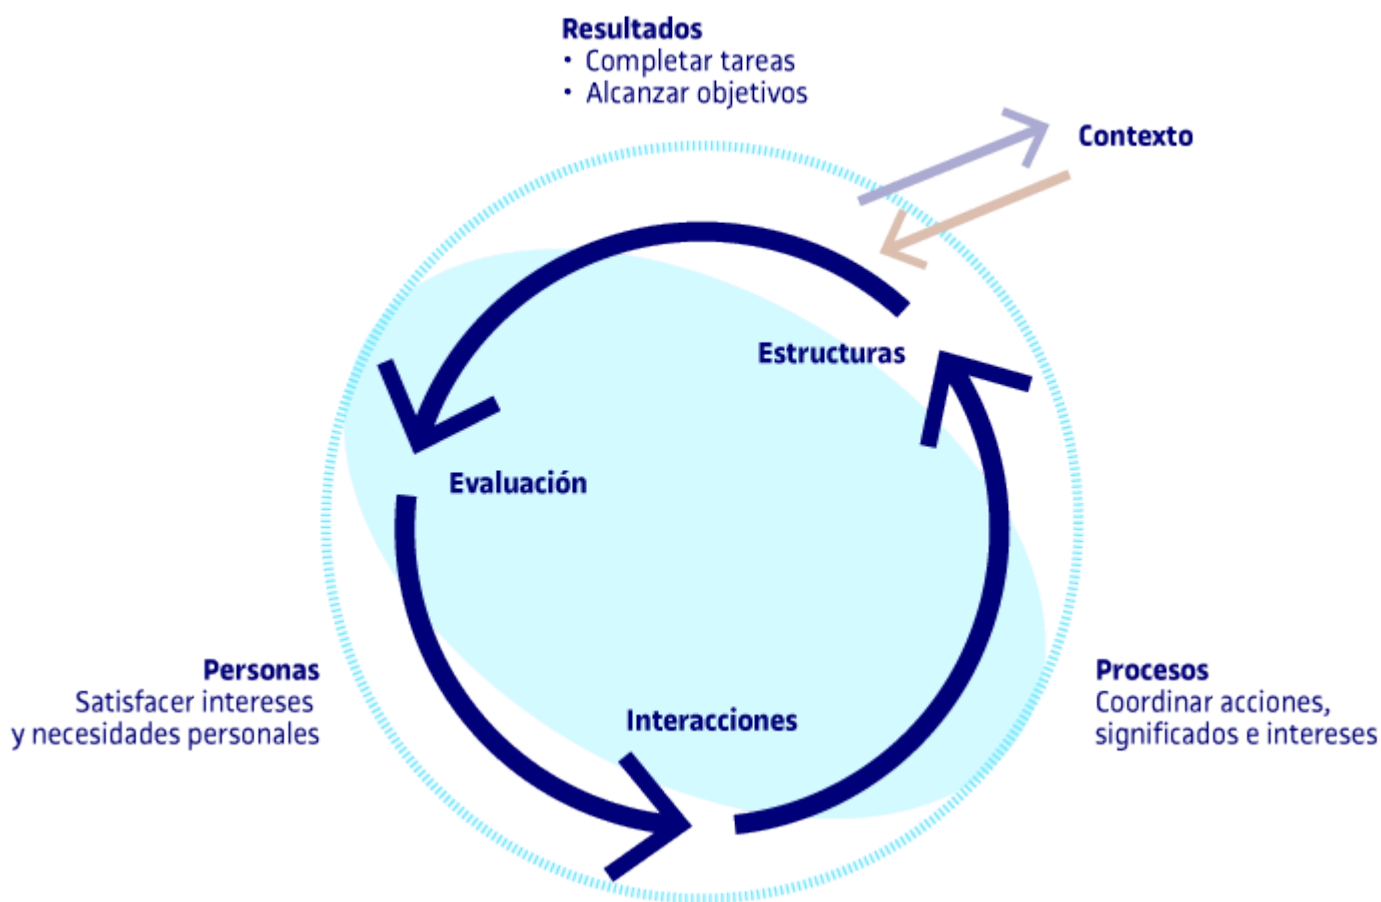 Resultados
• Completar tareas
• Alcanzar objetivos
Contexto
Estructuras
Evaluación
Interacciones
Personas
Satisfacer intereses
y necesidades personales
Procesos
Coordinar acciones,
significados e intereses